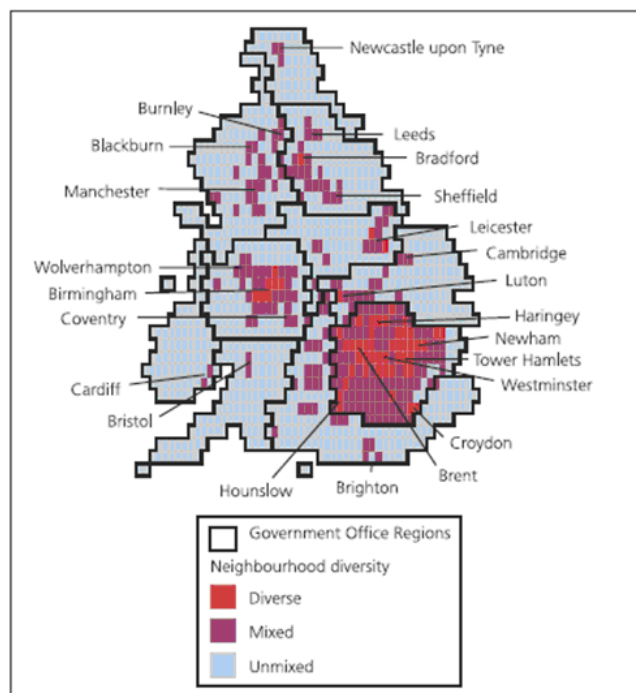 Newcastle upon Tyne
Burnley
Leeds
Blackburn
Bradford
Manchester
Sheffield
Leicester
Cambridge
Wolverhampton
Luton
Birmingham
Haringey
Coventry
Newham
Tower Hamlets
Westminster
Cardiff
Bristol
Croydon
Brent
Hounslow
Brighton
Government Office Regions
Neighbourhood diversity
Diverse
Mixed
Unmixed